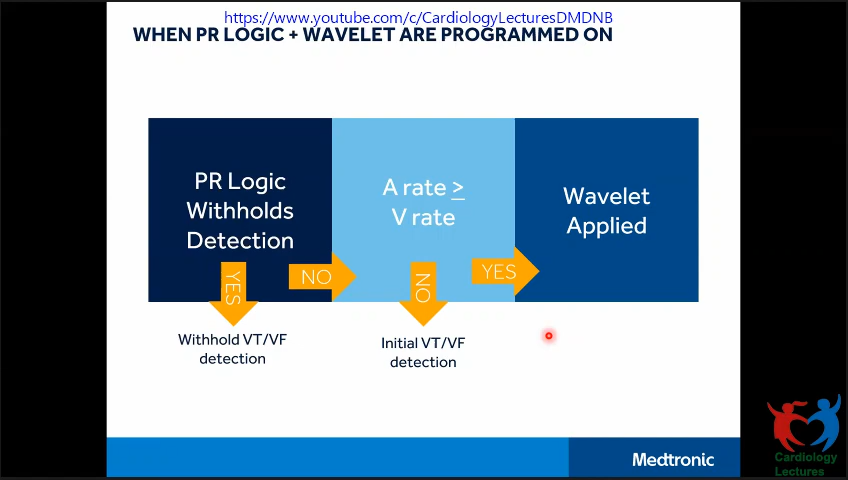 https://www.youtube.com/c/CardiologyLecturesDMDNB
WHEN PR LOGIC + WAVELET ARE PROGRAMMED ON
PR Logic
Withholds
Detection
A rate ≥
V rate
Wavelet
Applied
YES
NO
NO
YES
Withhold VT/VF
detection
Initial VT/VF
detection
Medtronic
Cardiology
Lectures